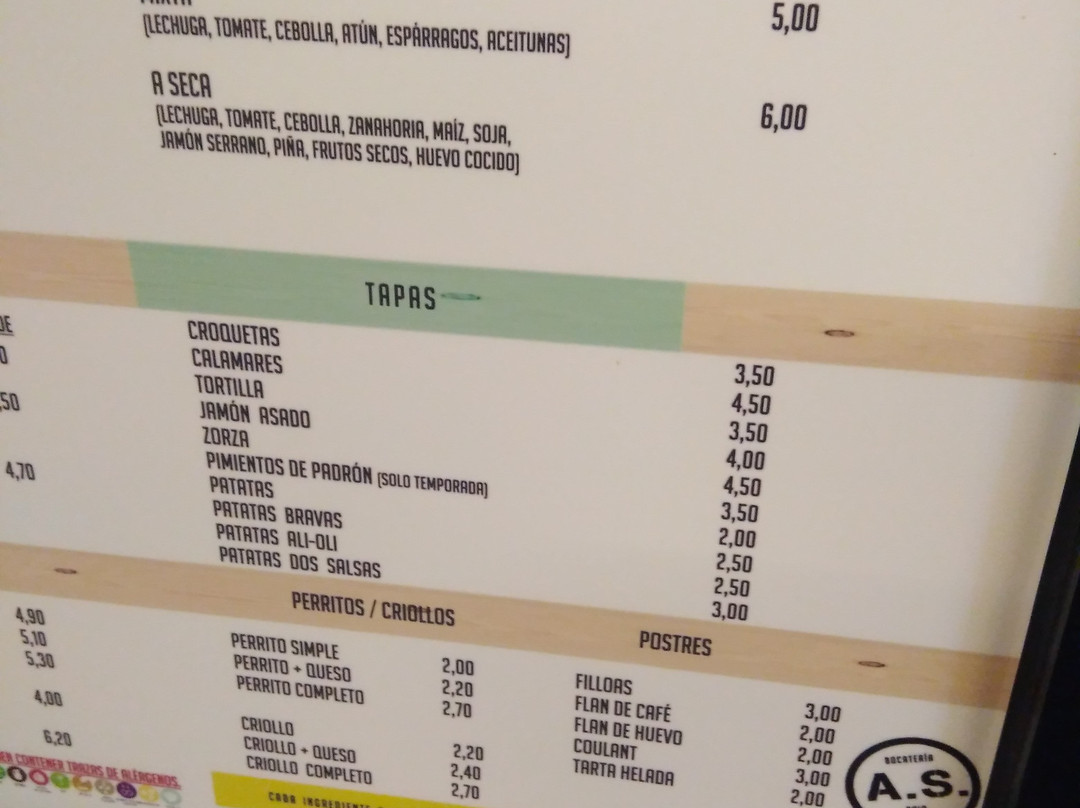 5,00
(LECHUGA, TOMATE, CEBOLLA, ATÚN, ESPÁRRAGOS, ACEITUNAS)
A SECA
6,00
(LECHUGA, TOMATE, CEBOLLA, ZANAHORIA, MAÍZ, SOJA,
JAMÓN SERRANO, PIÑA, FRUTOS SECOS, HUEVO COCIDO)
TAPAS
CROQUETAS 3,50
CALAMARES 4,50
TORTILLA 3,50
JAMÓN ASADO 4,00
ZORZA 4,50
PIMIENTOS DE PADRÓN (SOLO TEMPORADA) 3,50
PATATAS 2,00
PATATAS BRAVAS 2,50
PATATAS ALI-OLI 2,50
PATATAS DOS SALSAS 3,00
4,70
4,90
5,10
5,30
4,00
6,20
CONTENER TRAZAS DE ALÉRGENOS.
PERRITOS / CRIOLLOS
PERRITO SIMPLE 2,00
PERRITO + QUESO 2,20
PERRITO COMPLETO 2,70
CRIOLLO 2,20
CRIOLLO + QUESO 2,40
CRIOLLO COMPLETO 2,70
CADA INGREDIENTE
POSTRES
FILLOAS 3,00
FLAN DE CAFÉ 2,00
FLAN DE HUEVO 2,00
COULANT 3,00
TARTA HELADA 2,00
BOCATERÍA
A.S.